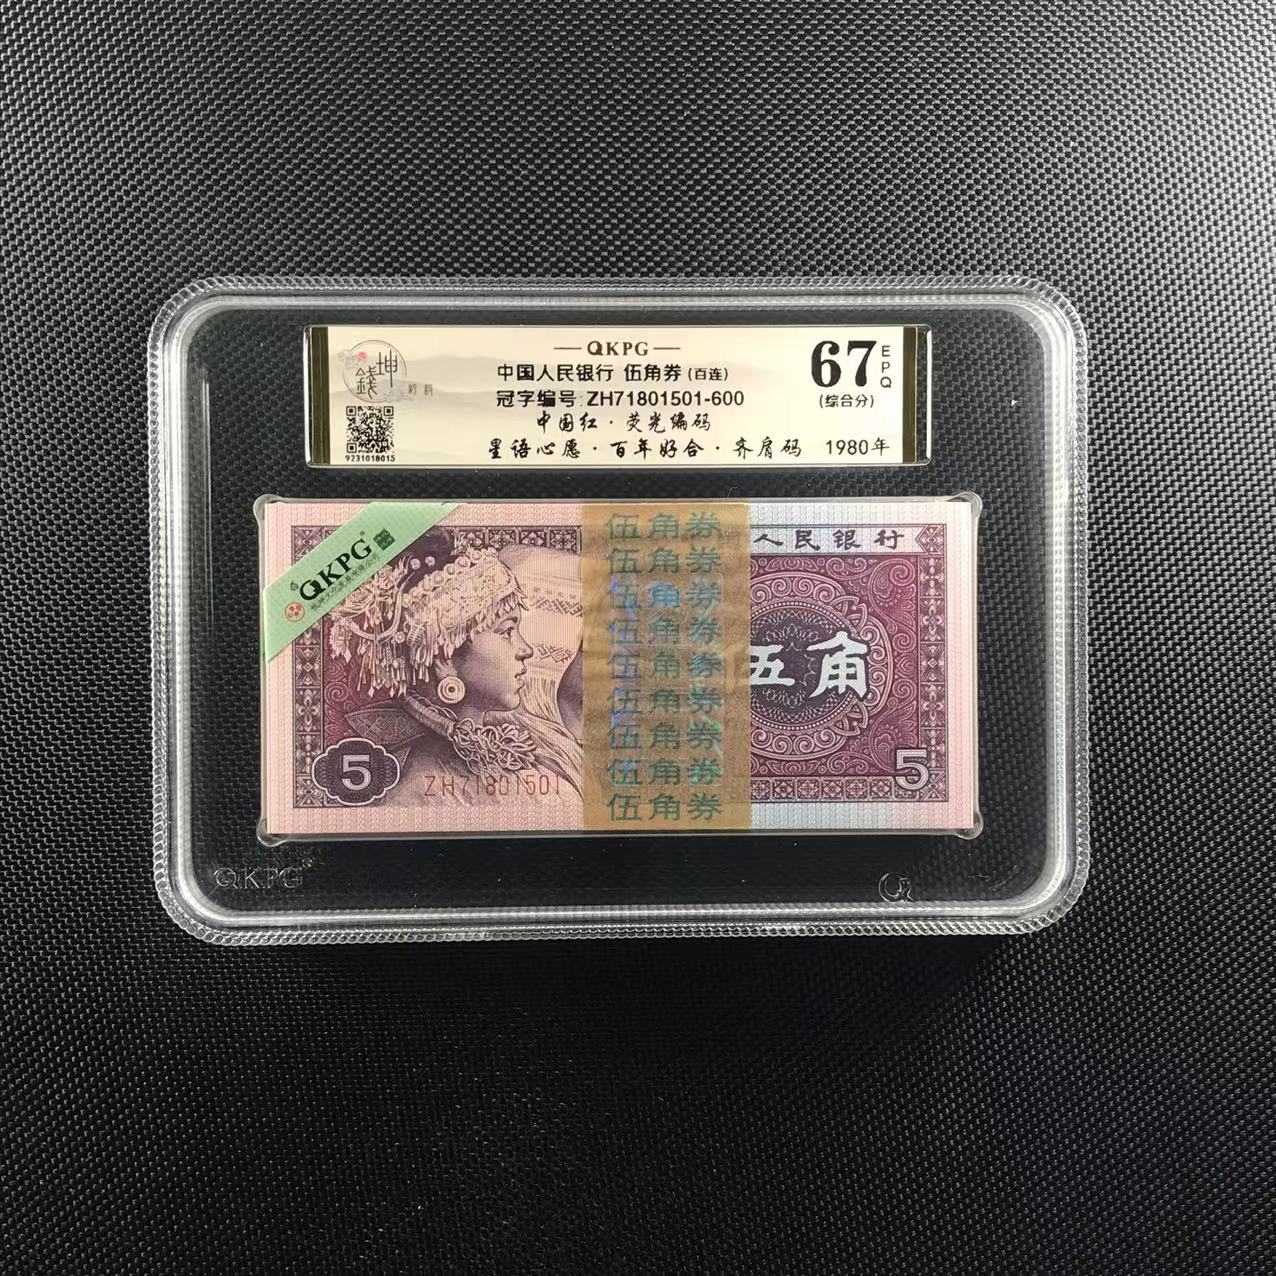 QKPG
中国人民银行 伍角券 (百连)
冠字编号: ZH71801501-600
中国红·荧光编码
星语心愿·百年好合·齐肩码 1980年
67 EPQ
(综合分)
坤
錢
9231018015
QKPG
人民银行
伍角券
伍角券
伍角券
伍角券
伍角券
伍角券
伍角券
伍角券
伍角券
五角
5
ZH71801501
5
QKPG